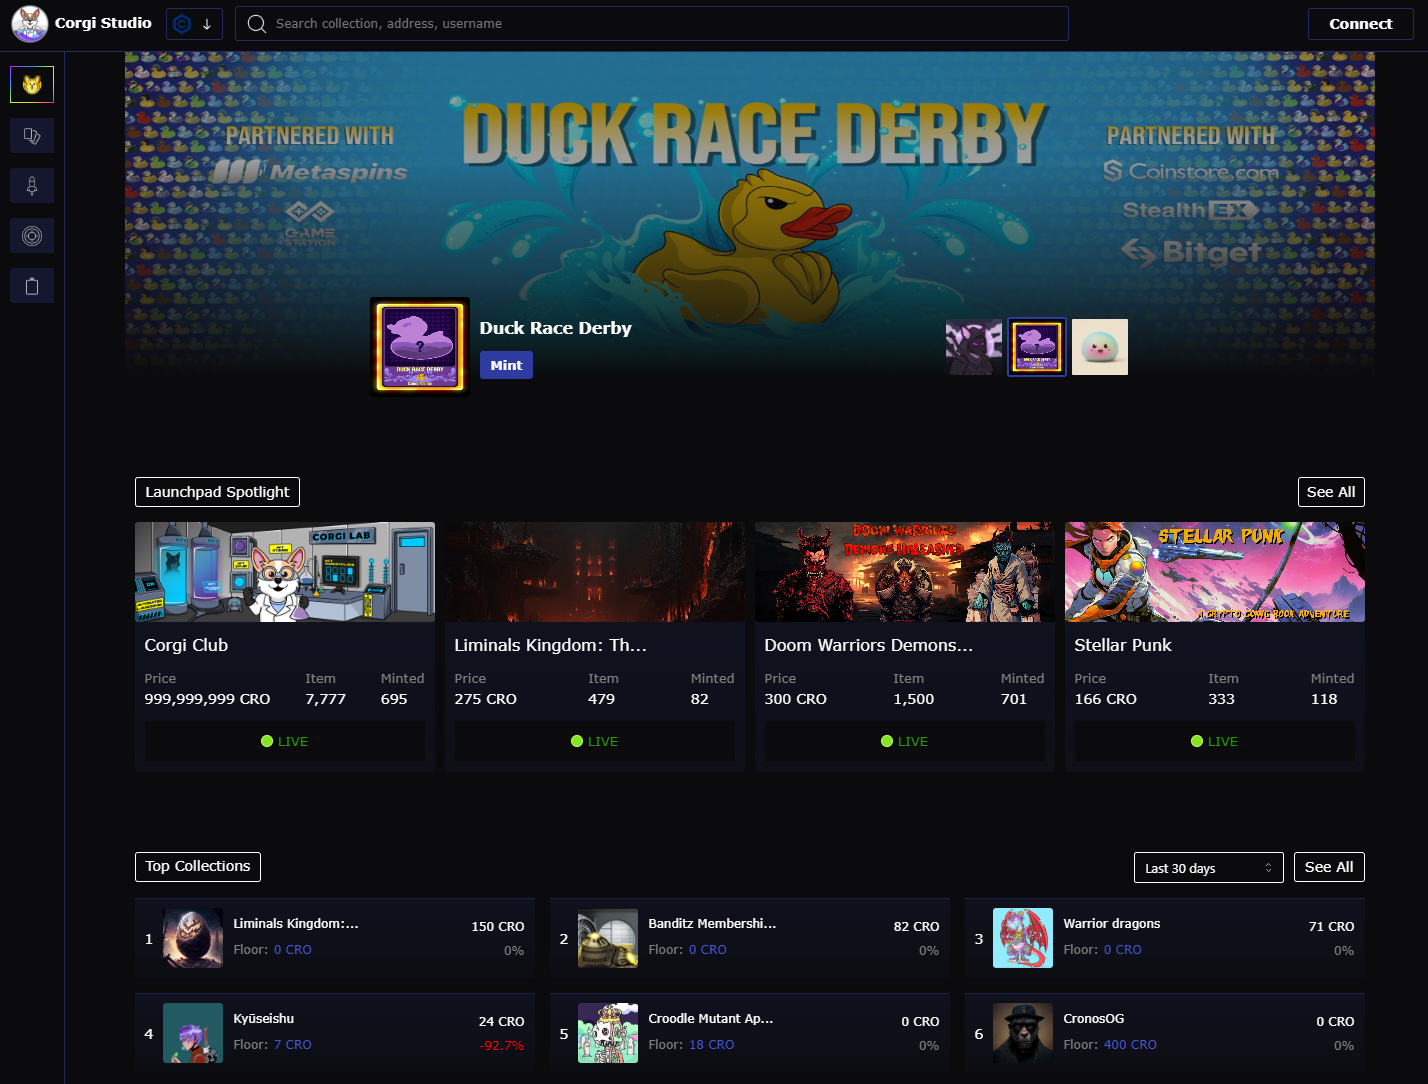 Corgi Studio
Search collection, address, username
Connect
DUCK RACE DERBY
PARTNERED WITH
Metaspins
GAME
STATION
PARTNERED WITH
Coinstore.com
StealthEX
Bitget
DUCK RACE DERBY
Duck Race Derby
Mint
Launchpad Spotlight
See All
CORGI LAB
DOOM WARRIORS
DEMONS UNLEASHED
STELLAR PUNK
A CRYPTO COMIC BOOK ADVENTURE
Corgi Club
Price Item Minted
999,999,999 CRO 7,777 695
LIVE
Liminals Kingdom: Th...
Price Item Minted
275 CRO 479 82
LIVE
Doom Warriors Demons...
Price Item Minted
300 CRO 1,500 701
LIVE
Stellar Punk
Price Item Minted
166 CRO 333 118
LIVE
Top Collections
Last 30 days
See All
1 Liminals Kingdom:... 150 CRO
Floor: 0 CRO 0%
2 Banditz Membershi... 82 CRO
Floor: 0 CRO 0%
3 Warrior dragons 71 CRO
Floor: 0 CRO 0%
4 Kyūseishu 24 CRO
Floor: 7 CRO -92.7%
5 Croodle Mutant Ap... 0 CRO
Floor: 18 CRO 0%
6 CronosOG 0 CRO
Floor: 400 CRO 0%